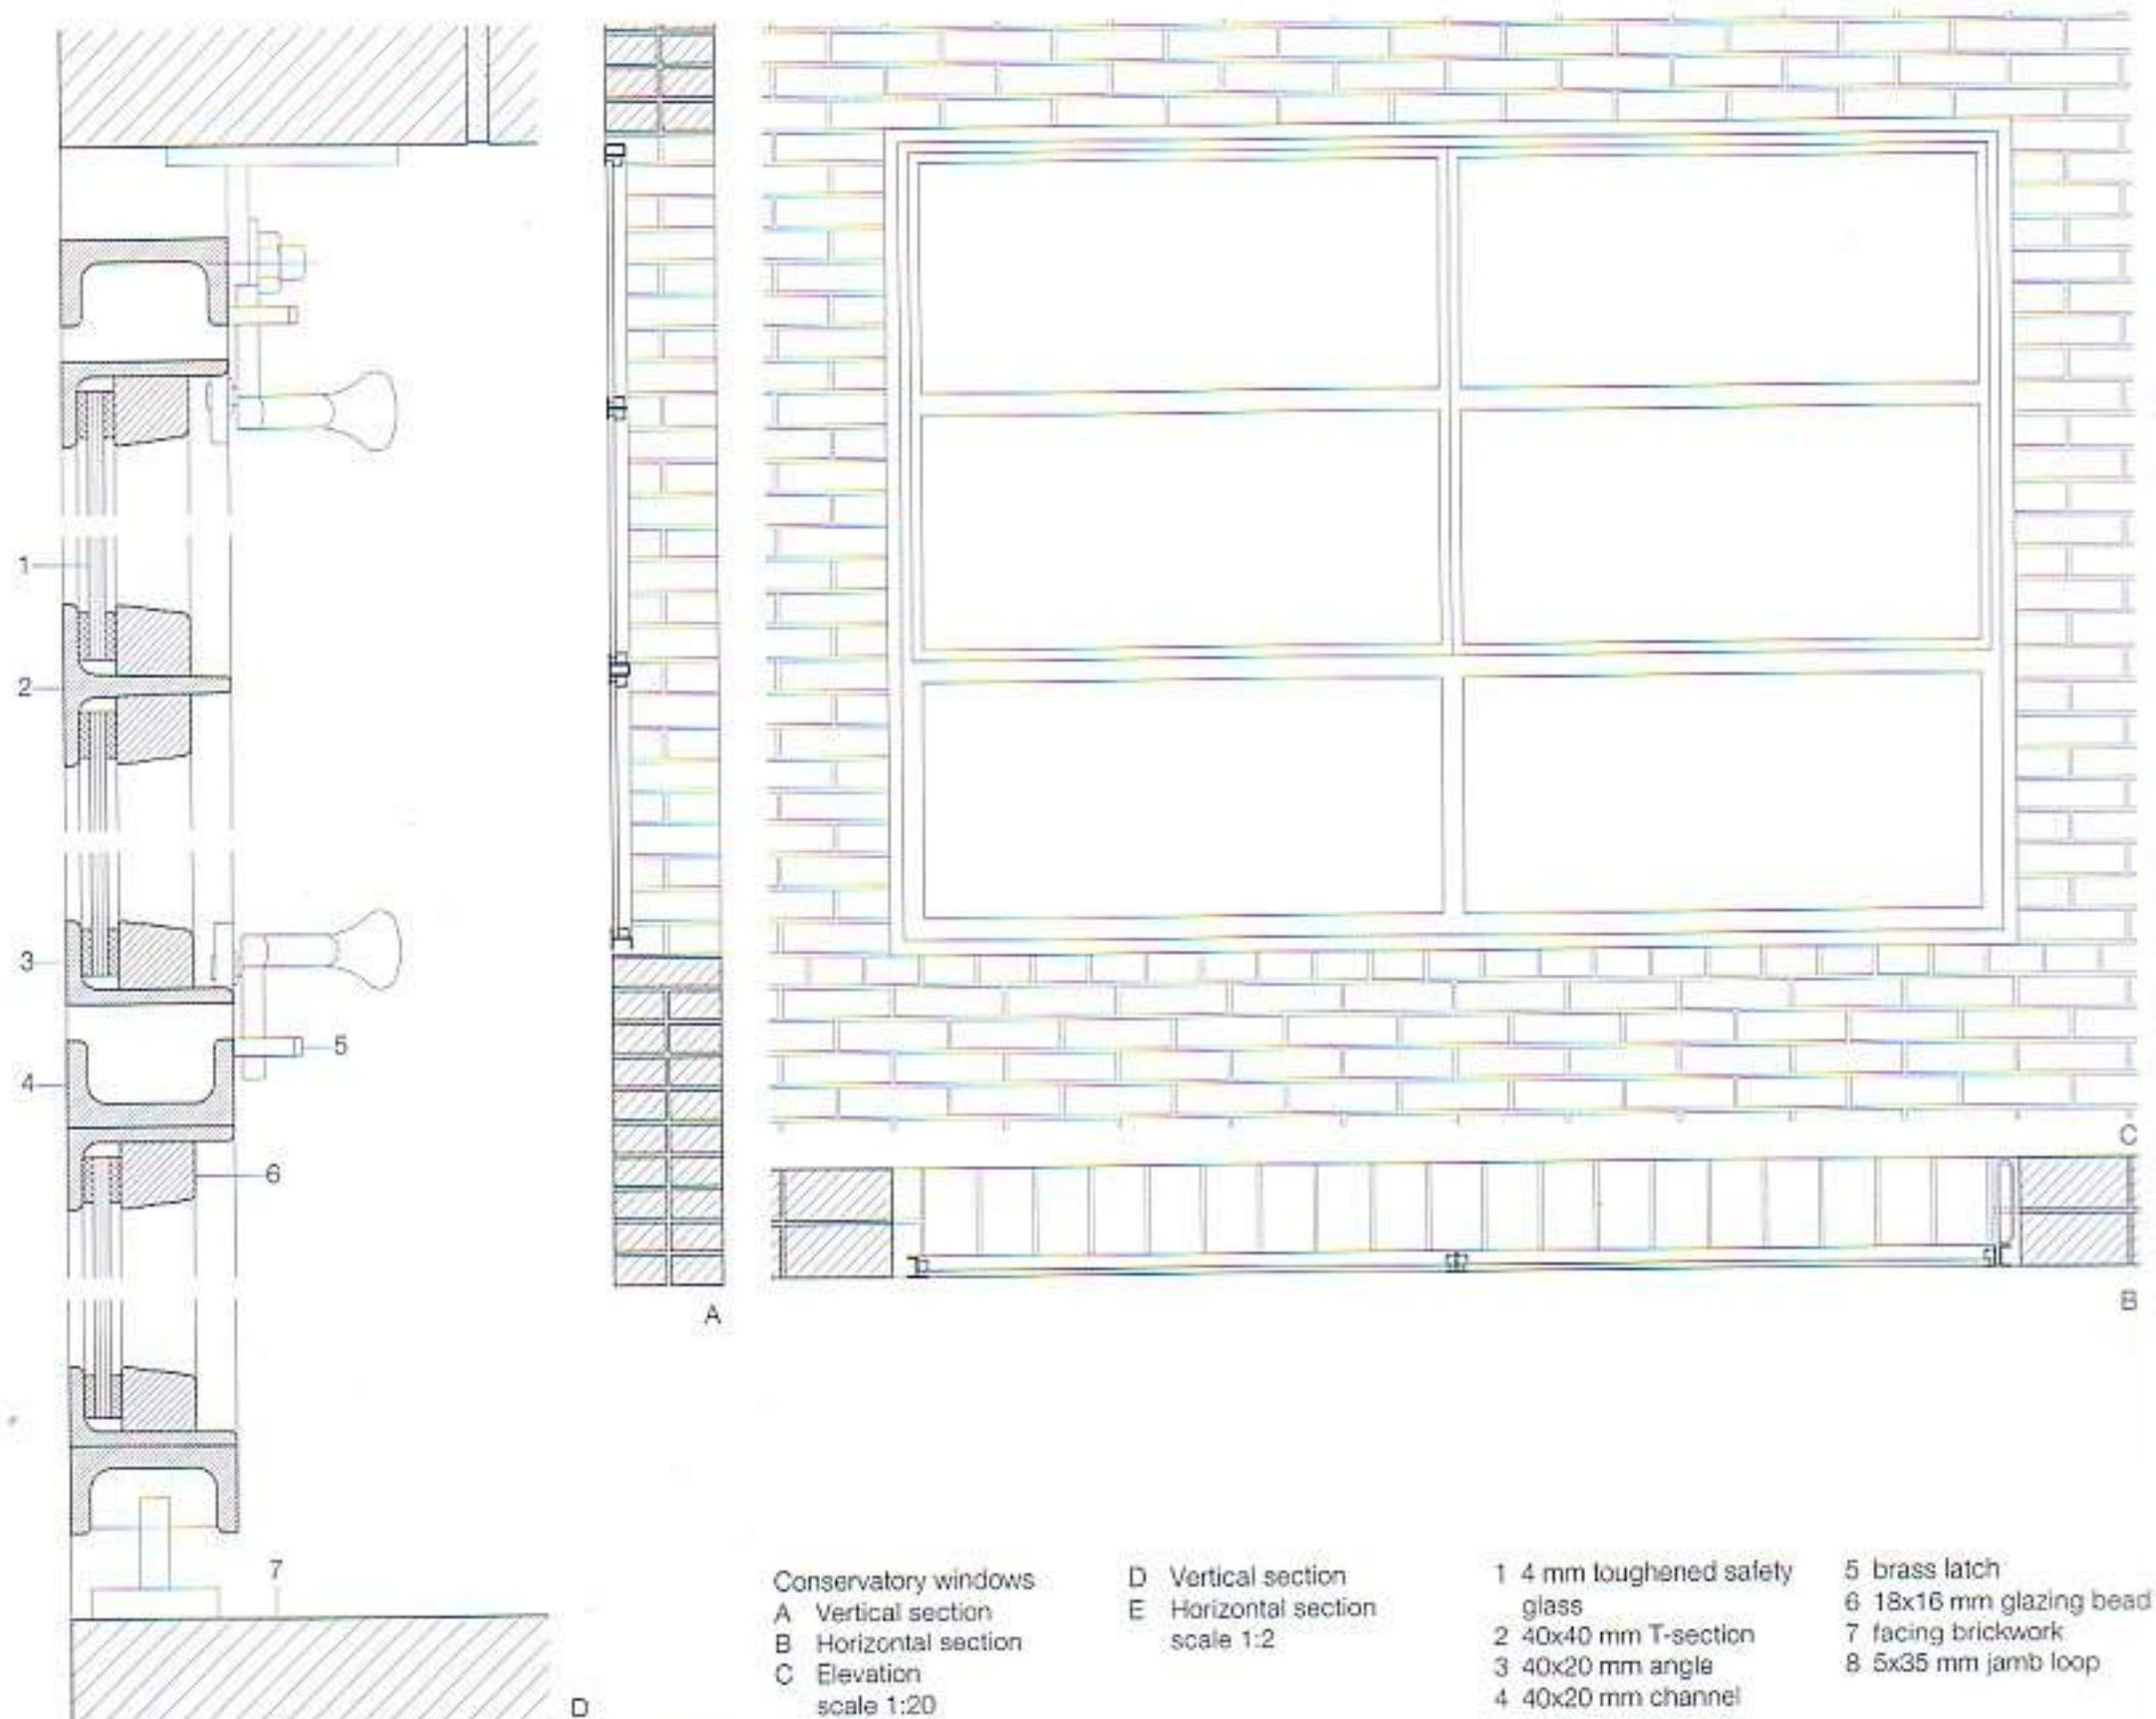 1
2
3
5
4
6
7
D
A
C
B
Conservatory windows
A Vertical section
B Horizontal section
C Elevation
scale 1:20
D Vertical section
E Horizontal section
scale 1:2
1 4 mm toughened safety
glass
2 40x40 mm T-section
3 40x20 mm angle
4 40x20 mm channel
5 brass latch
6 18x16 mm glazing bead
7 facing brickwork
8 5x35 mm jamb loop